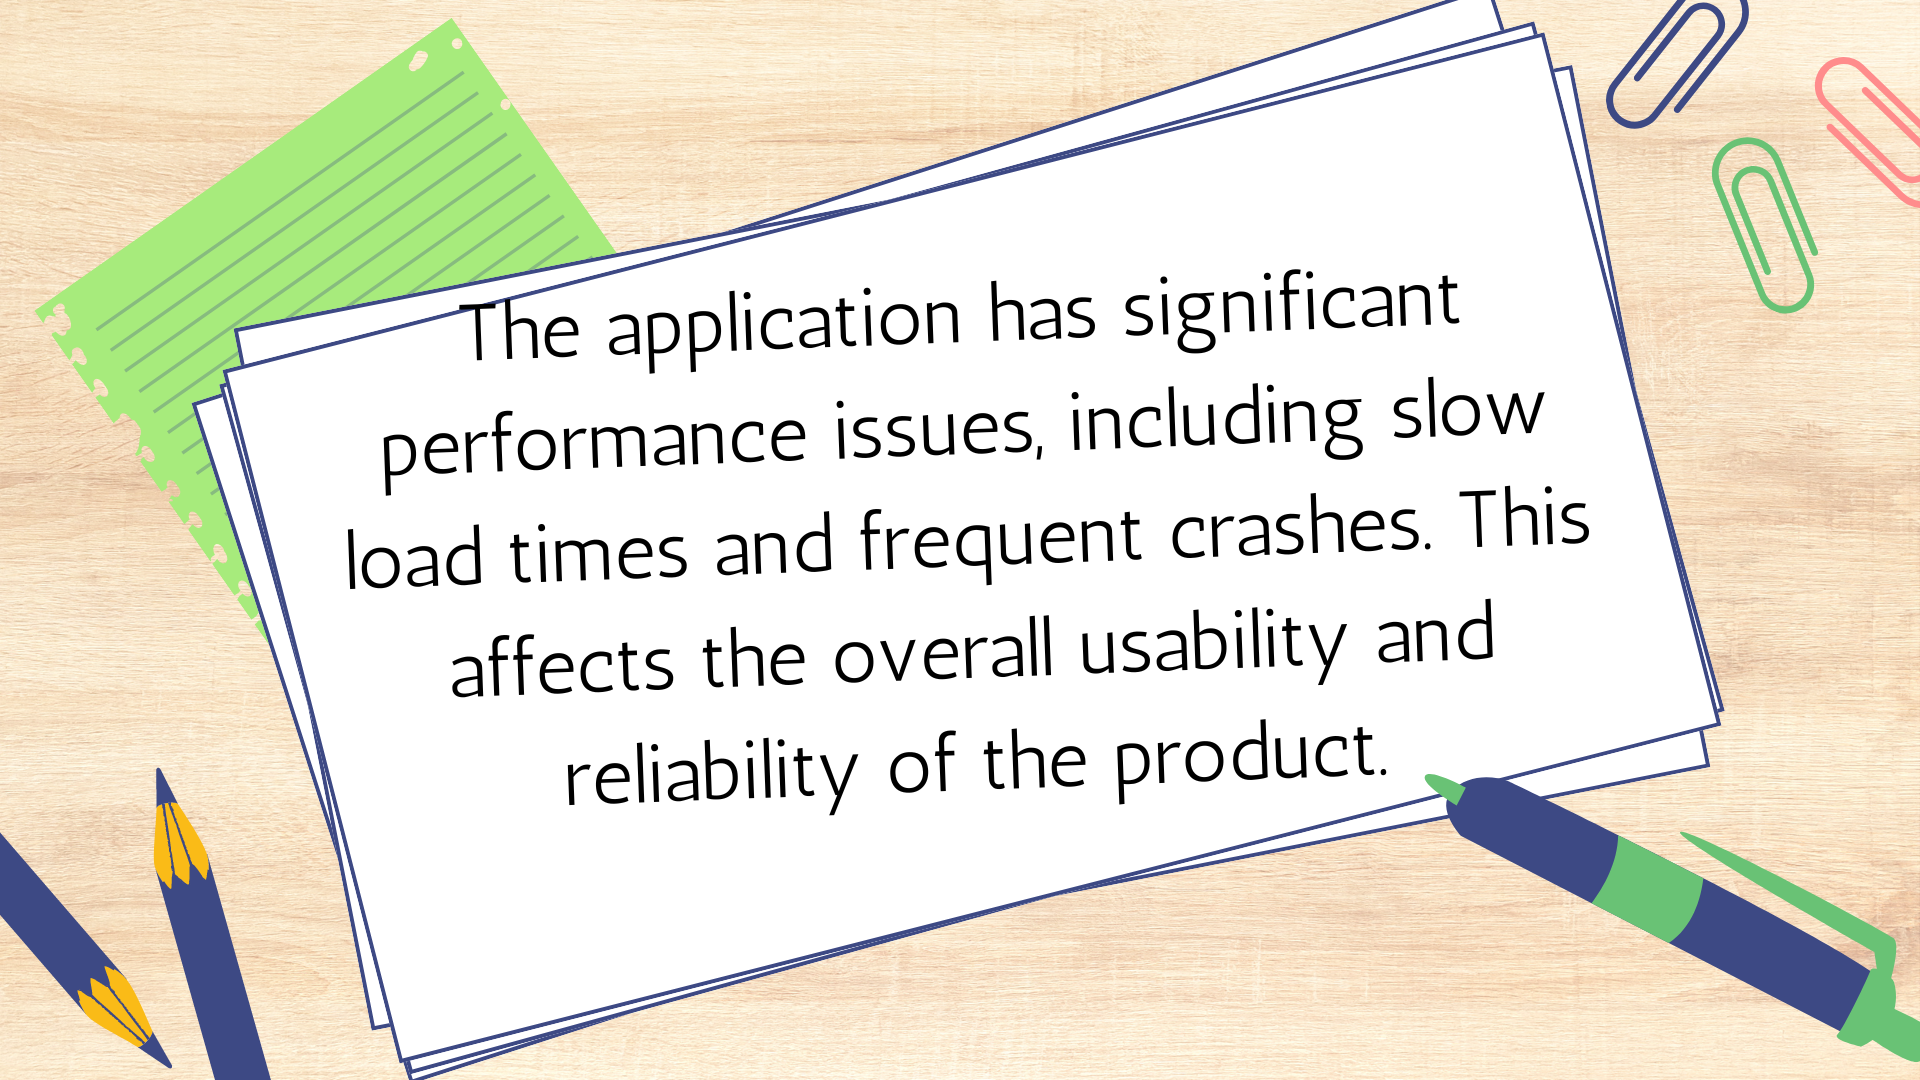 The application has significant
performance issues, including slow
load times and frequent crashes. This
affects the overall usability and
reliability of the product.